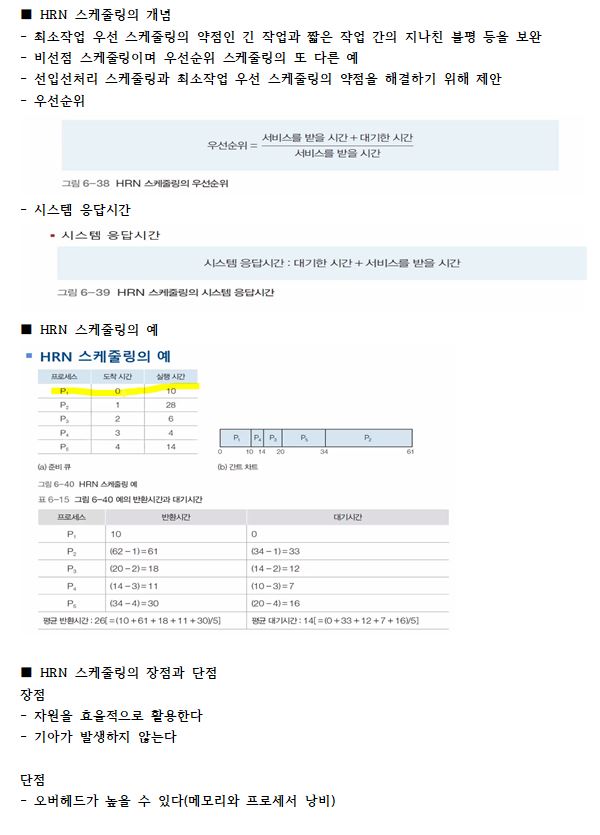 ■ HRN 스케줄링의 개념
- 최소작업 우선 스케줄링의 약점인 긴 작업과 짧은 작업 간의 지나친 불평 등을 보완
- 비선점 스케줄링이며 우선순위 스케줄링의 또 다른 예
- 선입선처리 스케줄링과 최소작업 우선 스케줄링의 약점을 해결하기 위해 제안
- 우선순위
우선순위 = 서비스를 받을 시간 + 대기한 시간
서비스를 받을 시간
그림 6-38 HRN 스케줄링의 우선순위
- 시스템 응답시간
▪ 시스템 응답시간
시스템 응답시간 : 대기한 시간 + 서비스를 받을 시간
그림 6-39 HRN 스케줄링의 시스템 응답시간
■ HRN 스케줄링의 예
▪ HRN 스케줄링의 예
프로세스 도착 시간 실행 시간
P₁ 0 10
P₂ 1 28
P₃ 2 6
P₄ 3 4
P₅ 4 14
P₁ P₄ P₃ P₅ P₂
0 10 14 20 34 61
(a) 준비 큐 (b) 간트 차트
그림 6-40 HRN 스케줄링 예
표 6-15 그림 6-40 예의 반환시간과 대기시간
프로세스 반환시간 대기시간
P₁ 10 0
P₂ (62-1)=61 (34-1)=33
P₃ (20-2)=18 (14-2)=12
P₄ (14-3)=11 (10-3)=7
P₅ (34-4)=30 (20-4)=16
평균 반환시간 : 26[=(10+61+18+11+30)/5] 평균 대기시간 : 14[=(0+33+12+7+16)/5]
■ HRN 스케줄링의 장점과 단점
장점
- 자원을 효율적으로 활용한다
- 기아가 발생하지 않는다
단점
- 오버헤드가 높을 수 있다(메모리와 프로세서 낭비)